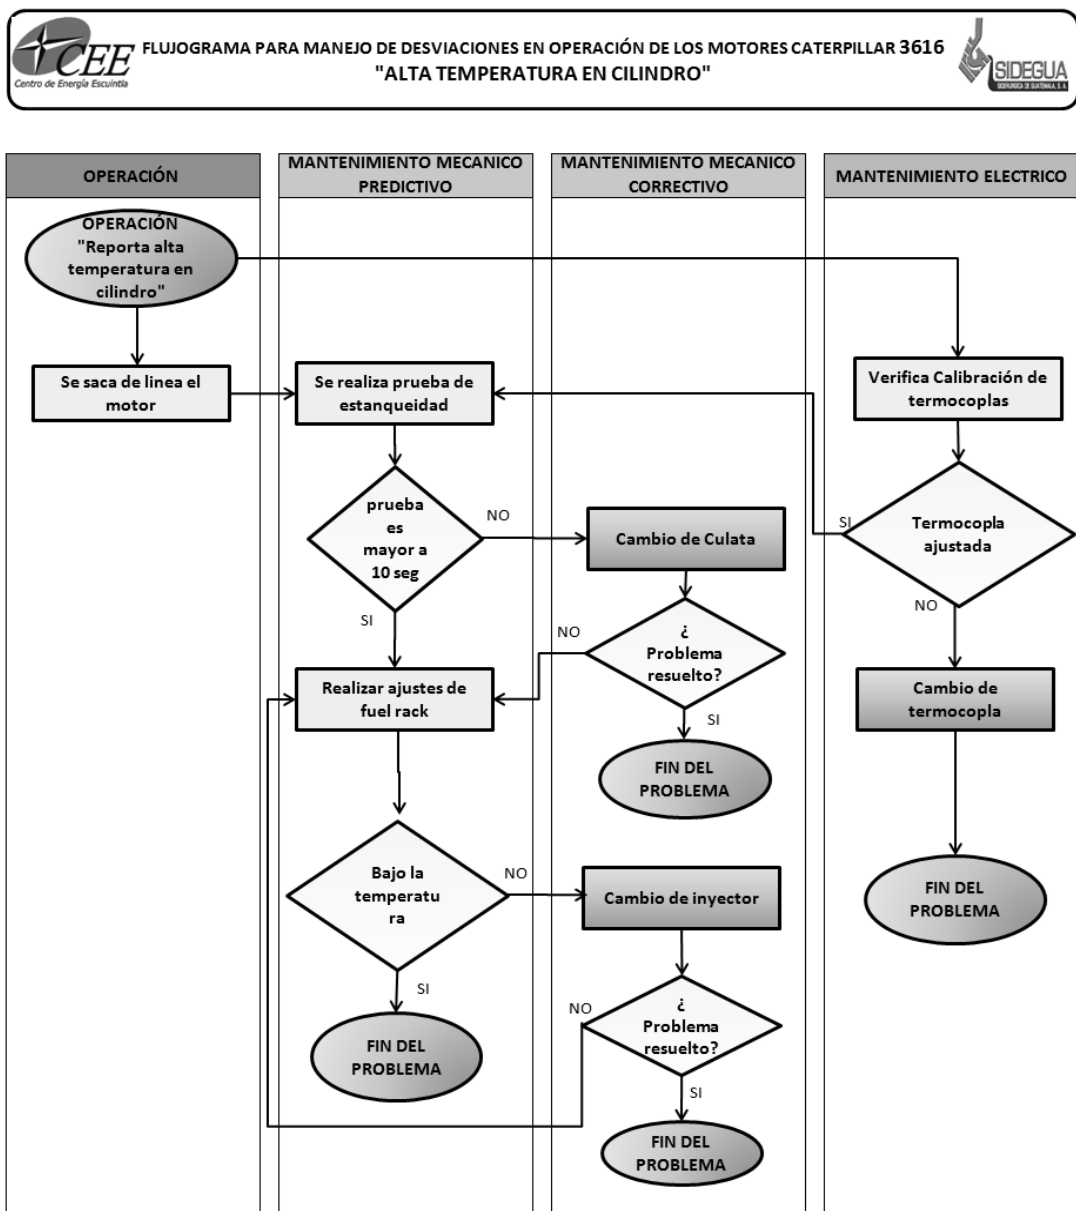 CEE
Centro de Energía Escuintla
FLUJOGRAMA PARA MANEJO DE DESVIACIONES EN OPERACIÓN DE LOS MOTORES CATERPILLAR 3616
"ALTA TEMPERATURA EN CILINDRO"
SIDEGUA
SIDERURGICA DE GUATEMALA, S. A.
OPERACIÓN
MANTENIMIENTO MECANICO
PREDICTIVO
MANTENIMIENTO MECANICO
CORRECTIVO
MANTENIMIENTO ELECTRICO
OPERACIÓN
"Reporta alta
temperatura en
cilindro"
Se saca de linea el
motor
Se realiza prueba de
estanqueidad
Verifica Calibración de
termocoplas
prueba
es
mayor a
10 seg
NO
SI
Cambio de Culata
SI
Termocopla
ajustada
NO
¿
Problema
resuelto?
NO
SI
Realizar ajustes de
fuel rack
Cambio de
termocopla
FIN DEL
PROBLEMA
Bajo la
temperatu
ra
NO
SI
Cambio de inyector
FIN DEL
PROBLEMA
¿
Problema
resuelto?
NO
SI
FIN DEL
PROBLEMA
FIN DEL
PROBLEMA